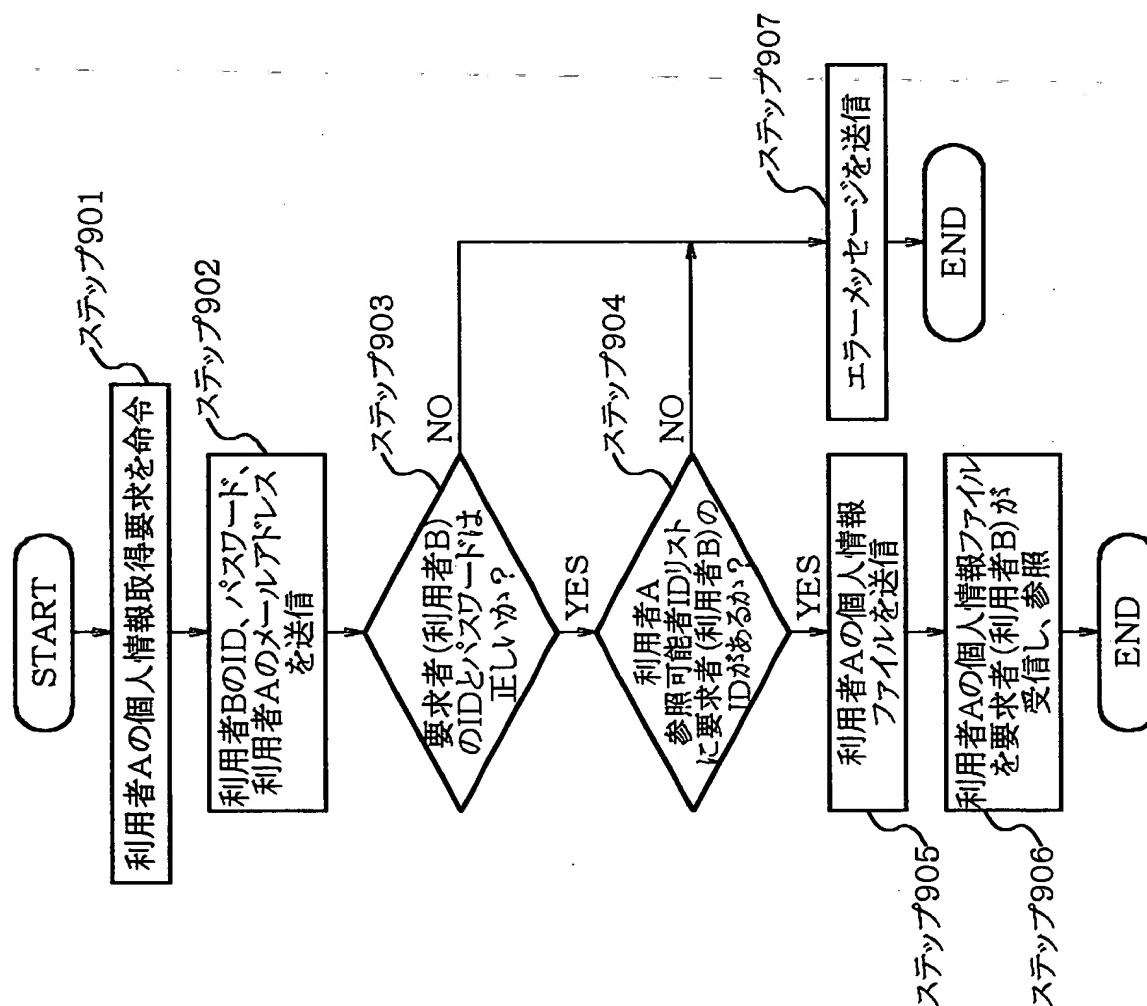 START
ステップ901
利用者Aの個人情報取得要求を命令
ステップ902
利用者BのID、パスワード、
利用者Aのメールアドレス
を送信
ステップ903
要求者(利用者B)
のIDとパスワードは
正しいか?
NO
YES
ステップ904
利用者A
参照可能者IDリスト
に要求者(利用者B)の
IDがあるか?
NO
YES
ステップ905
利用者Aの個人情報
ファイルを送信
ステップ906
利用者Aの個人情報ファイル
を要求者(利用者B)が
受信し、参照
END
ステップ907
エラーメッセージを送信
END